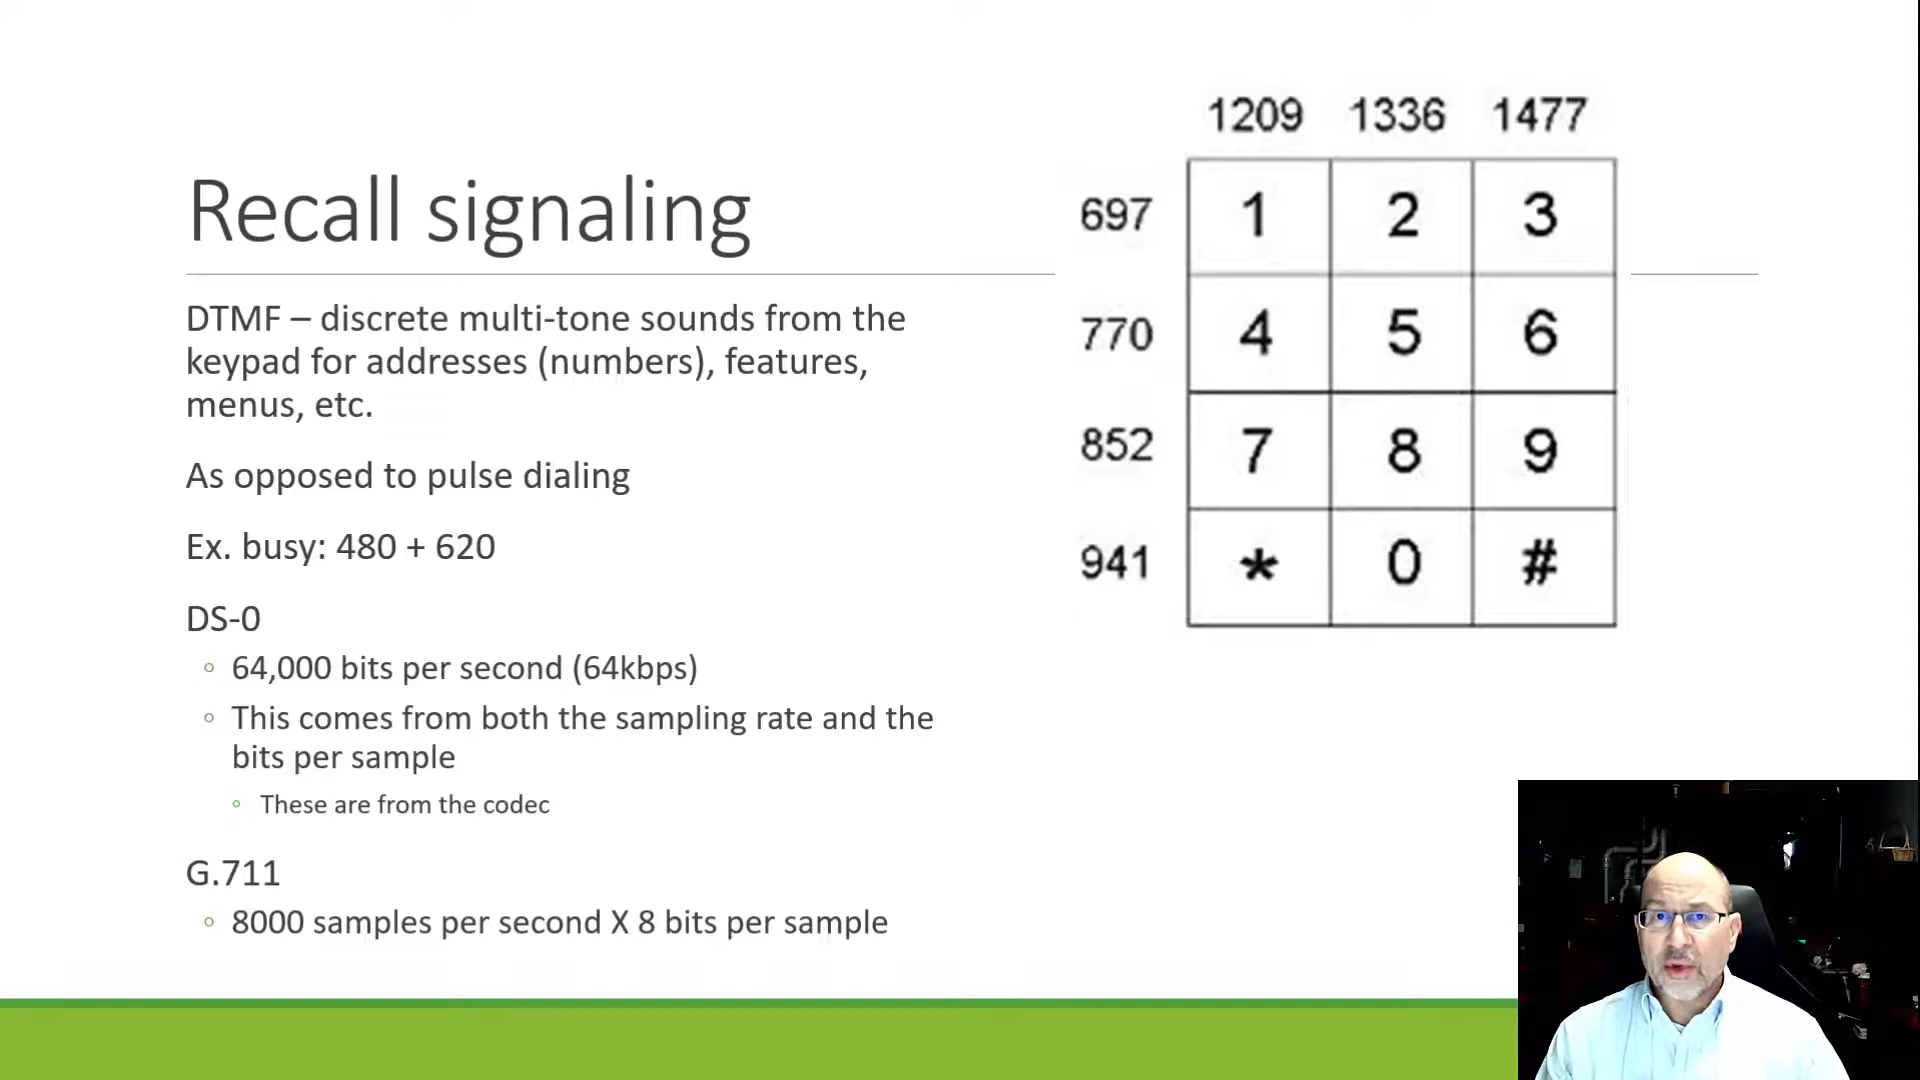 Recall signaling
DTMF – discrete multi-tone sounds from the
keypad for addresses (numbers), features,
menus, etc.
As opposed to pulse dialing
Ex. busy: 480 + 620
DS-0
◦ 64,000 bits per second (64kbps)
◦ This comes from both the sampling rate and the
bits per sample
◦ These are from the codec
G.711
◦ 8000 samples per second X 8 bits per sample
1209 1336 1477
697 1 2 3
770 4 5 6
852 7 8 9
941 * 0 #